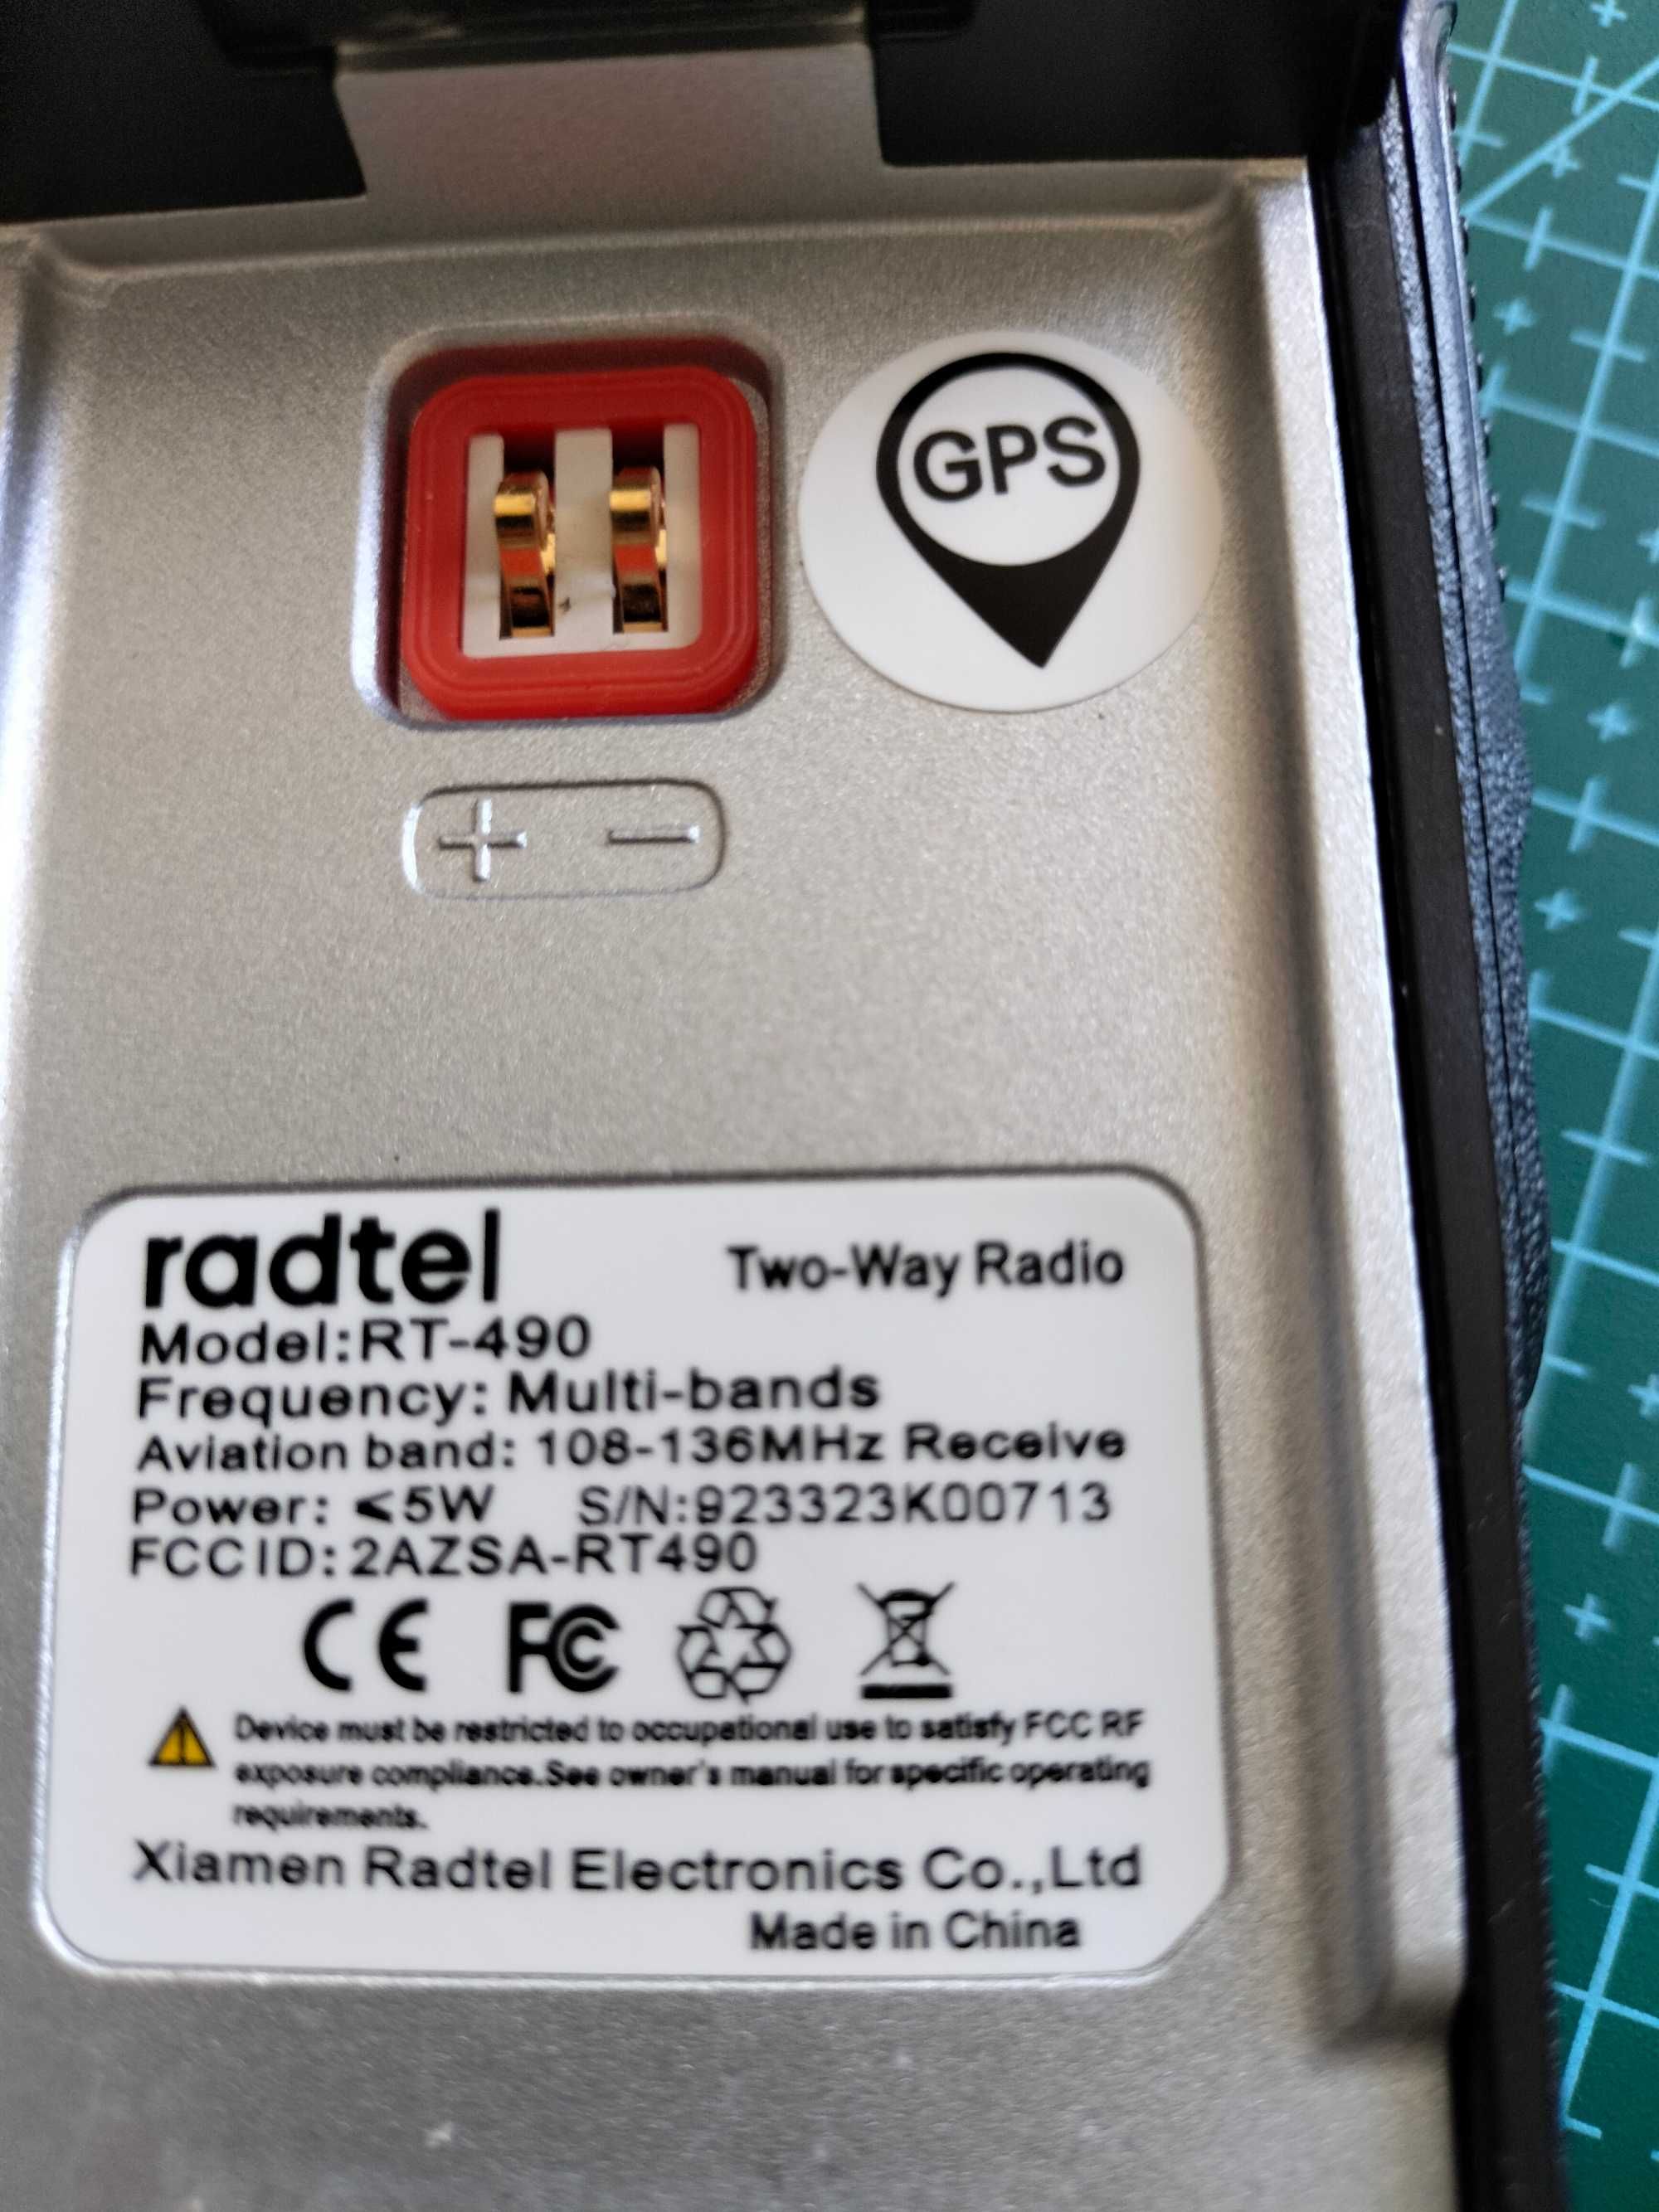 GPS
+ −
radtel Two-Way Radio
Model:RT-490
Frequency: Multi-bands
Aviation band: 108-136MHz Receive
Power: ⩽5W S/N:923323K00713
FCC ID: 2AZSA-RT490
CE FC
Device must be restricted to occupational use to satisfy FCC RF
exposure compliance.See owner's manual for specific operating
requirements.
Xiamen Radtel Electronics Co.,Ltd
Made in China